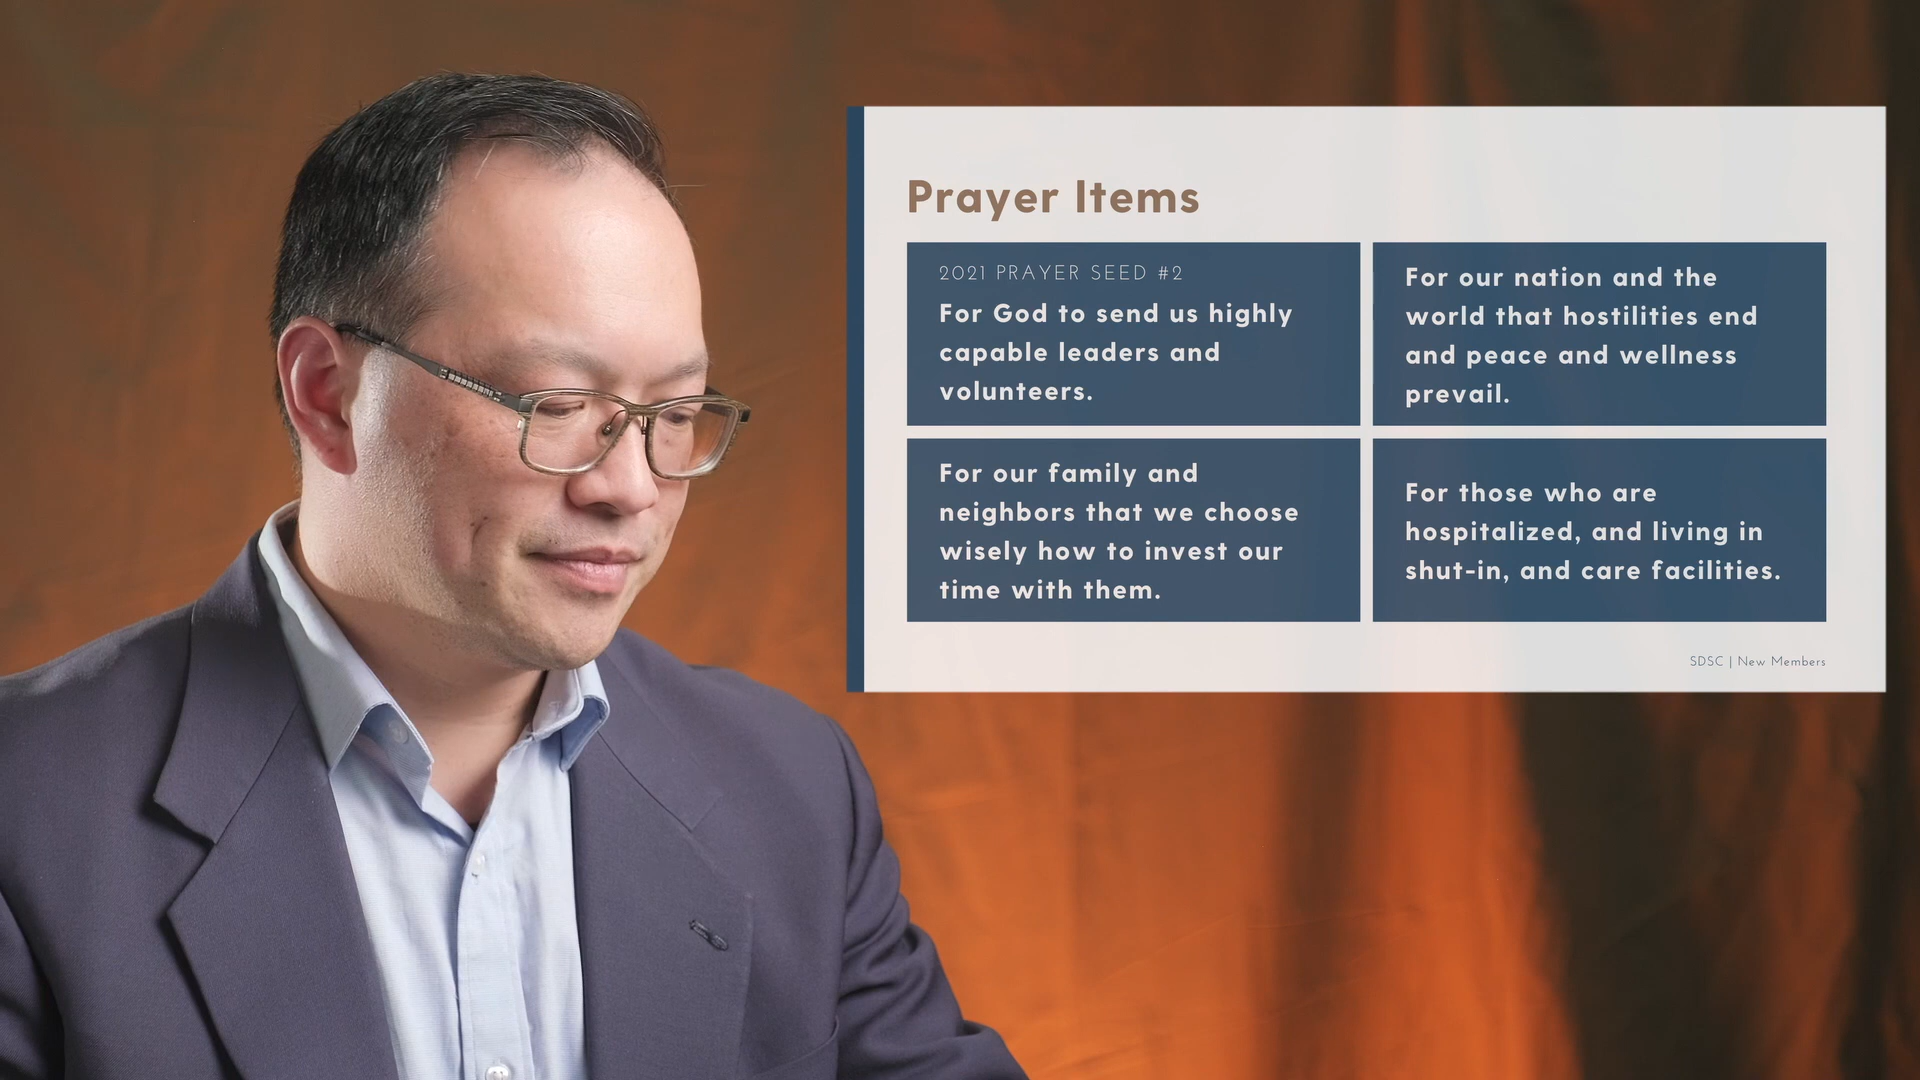 Prayer Items
2021 PRAYER SEED #2
For God to send us highly
capable leaders and
volunteers.
For our nation and the
world that hostilities end
and peace and wellness
prevail.
For our family and
neighbors that we choose
wisely how to invest our
time with them.
For those who are
hospitalized, and living in
shut-in, and care facilities.
SDSC | New Members